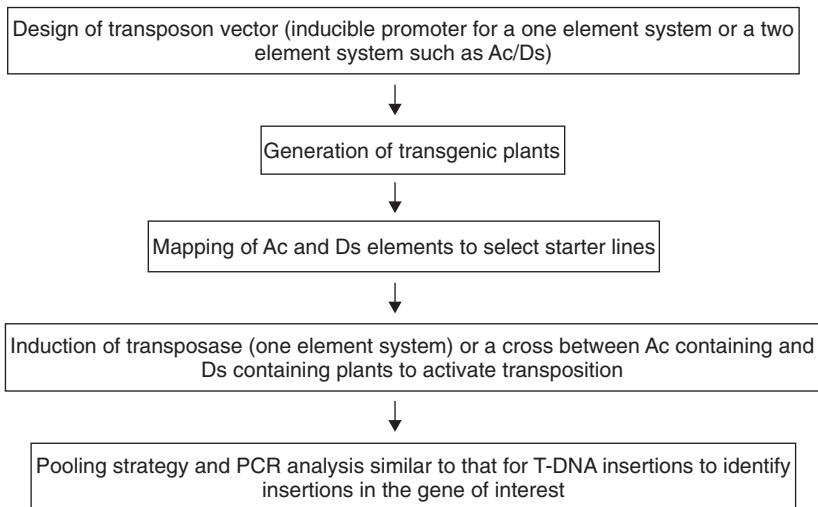 Design of transposon vector (inducible promoter for a one element system or a two
element system such as Ac/Ds)
Generation of transgenic plants
Mapping of Ac and Ds elements to select starter lines
Induction of transposase (one element system) or a cross between Ac containing and
Ds containing plants to activate transposition
Pooling strategy and PCR analysis similar to that for T-DNA insertions to identify
insertions in the gene of interest